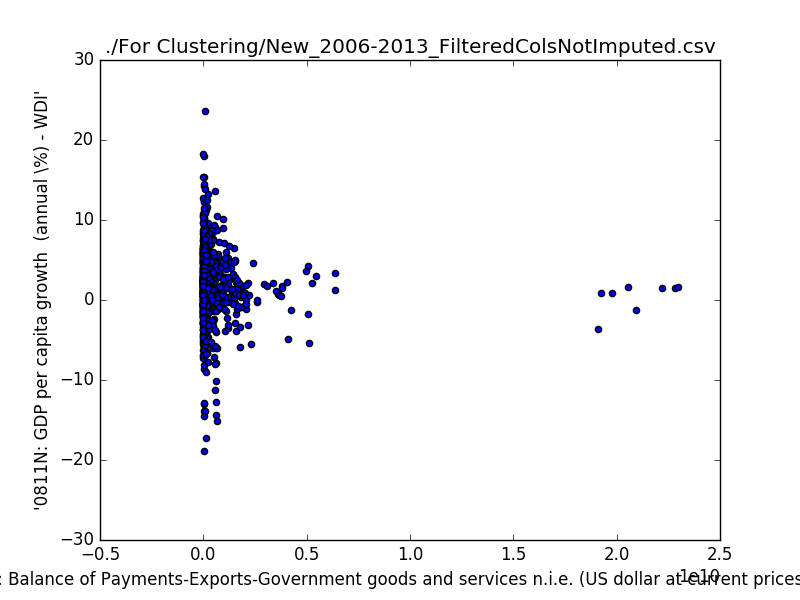 ./For Clustering/New_2006-2013_FilteredColsNotImputed.csv
'0811N: GDP per capita growth  (annual \%) - WDI'
30
20
10
0
−10
−20
−30
−0.5 0.0 0.5 1.0 1.5 2.0 2.5
1e10
: Balance of Payments-Exports-Government goods and services n.i.e. (US dollar at current prices